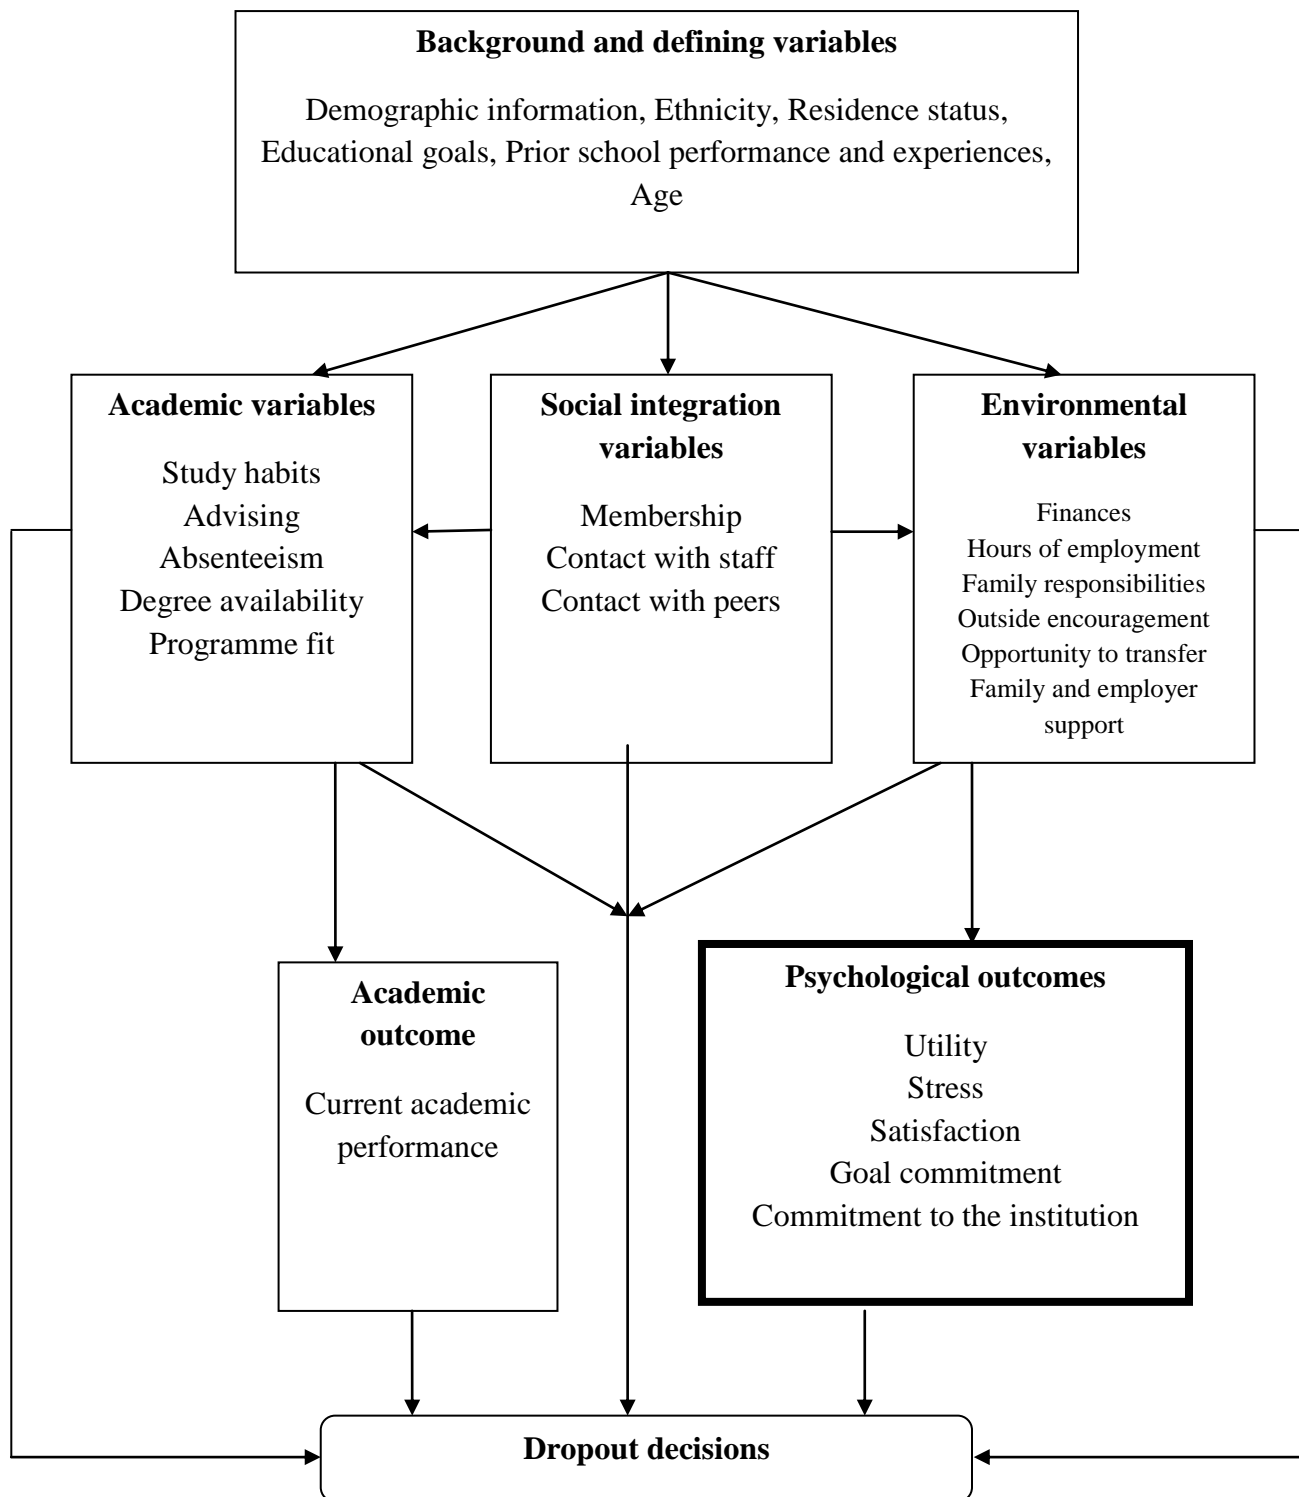 Background and defining variables
Demographic information, Ethnicity, Residence status,
Educational goals, Prior school performance and experiences,
Age
Academic variables
Study habits
Advising
Absenteeism
Degree availability
Programme fit
Social integration
variables
Membership
Contact with staff
Contact with peers
Environmental
variables
Finances
Hours of employment
Family responsibilities
Outside encouragement
Opportunity to transfer
Family and employer
support
Academic
outcome
Current academic
performance
Psychological outcomes
Utility
Stress
Satisfaction
Goal commitment
Commitment to the institution
Dropout decisions